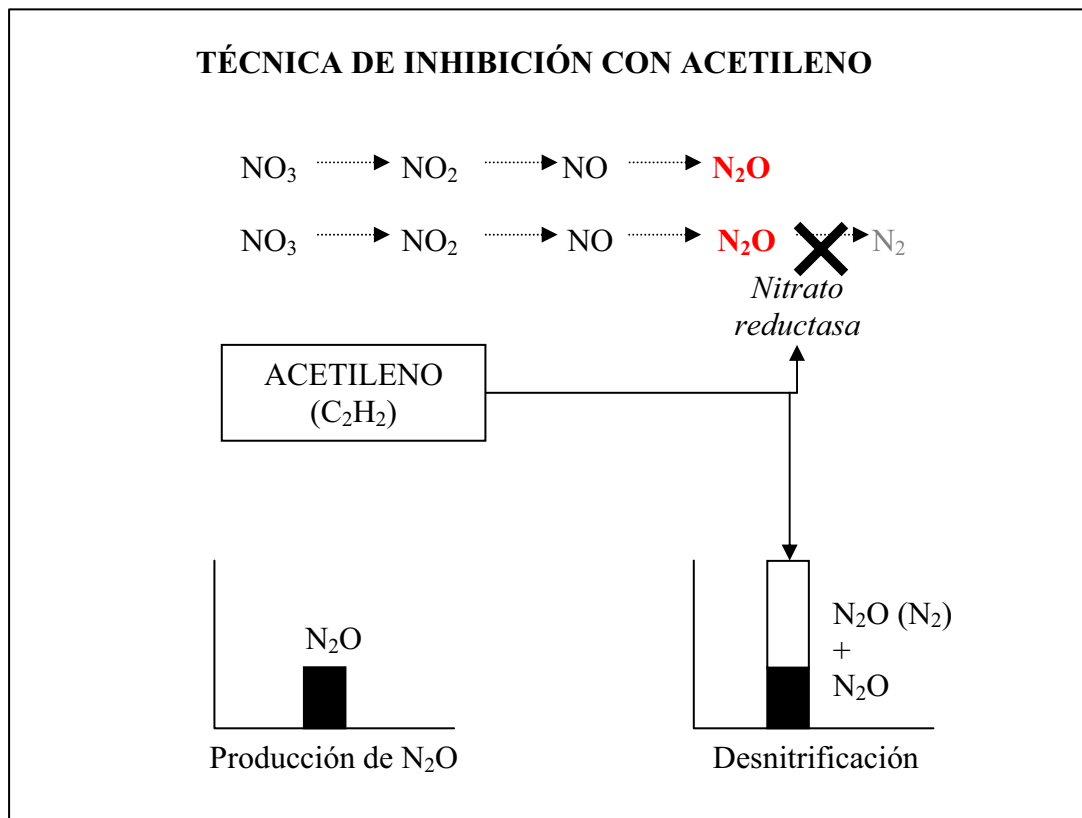 TÉCNICA DE INHIBICIÓN CON ACETILENO
NO₃ NO₂ NO N₂O
NO₃ NO₂ NO N₂O N₂
Nitrato
reductasa
ACETILENO
(C₂H₂)
N₂O
N₂O (N₂)
+
N₂O
Producción de N₂O
Desnitrificación